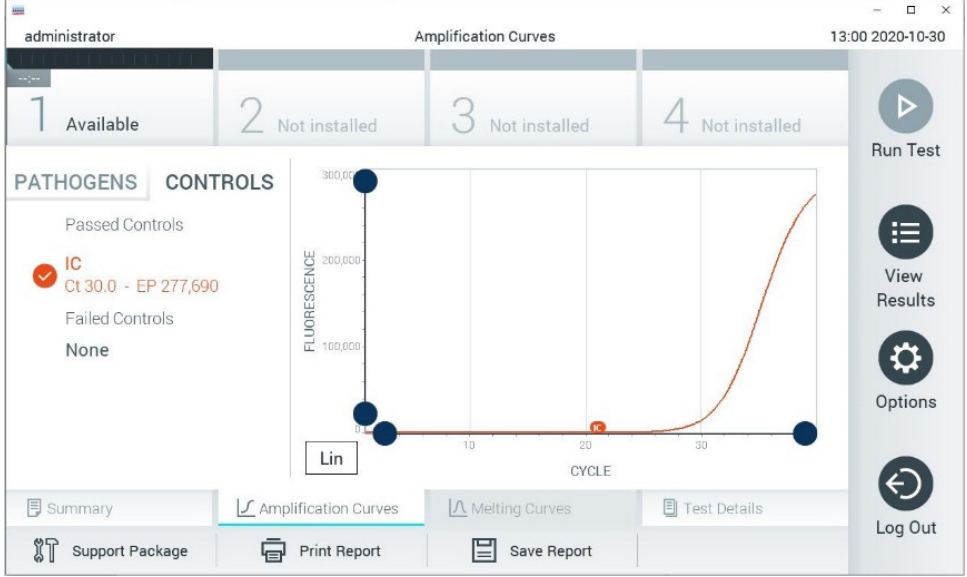 administrator
Amplification Curves
13:00 2020-10-30
--:--
1 Available
2 Not installed
3 Not installed
4 Not installed
Run Test
PATHOGENS
CONTROLS
Passed Controls
IC
Ct 30.0 - EP 277,690
Failed Controls
None
FLUORESCENCE
200,000
100,000
0
IC
10
20
30
CYCLE
Lin
View
Results
Options
Log Out
Summary
Amplification Curves
Melting Curves
Test Details
Support Package
Print Report
Save Report